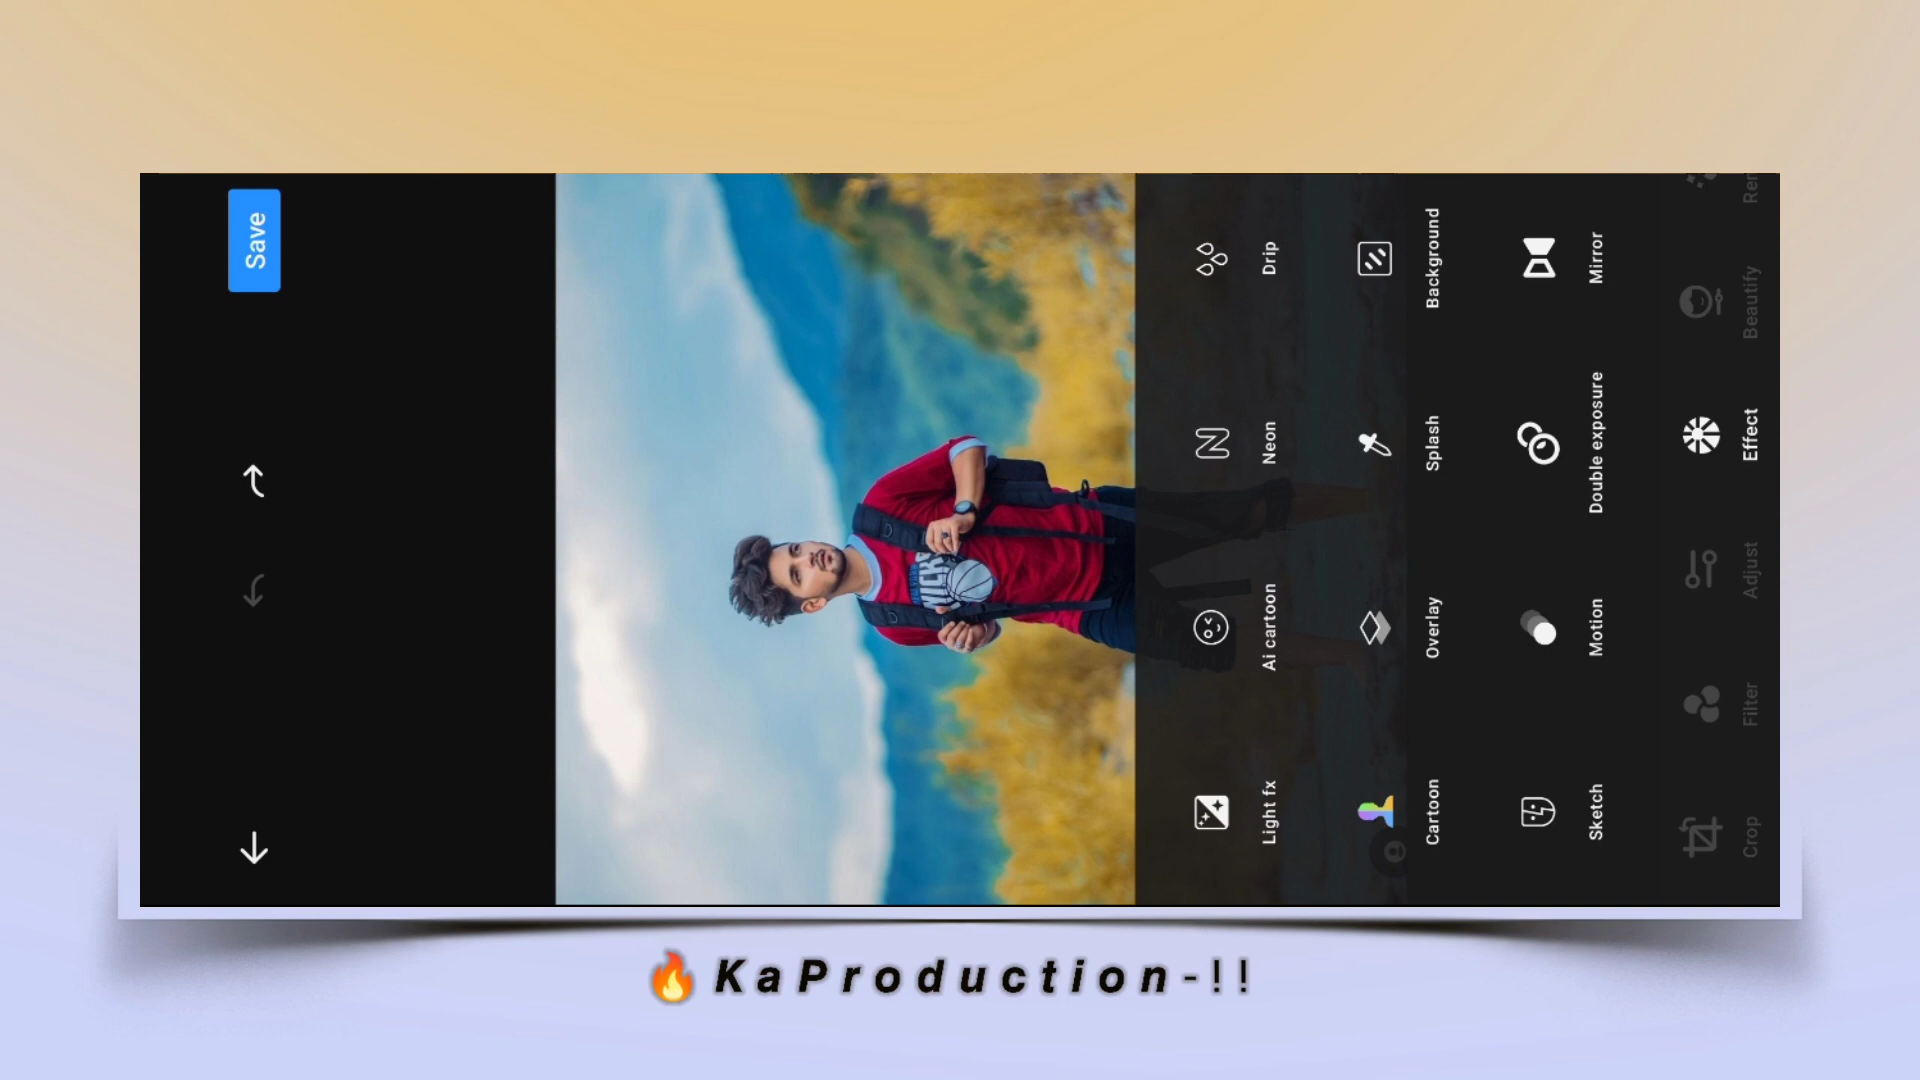 Save
Light fx
Ai cartoon
Neon
Drip
Cartoon
Overlay
Splash
Background
Sketch
Motion
Double exposure
Mirror
Crop
Filter
Adjust
Effect
Beautify
🔥 KaProduction-!!